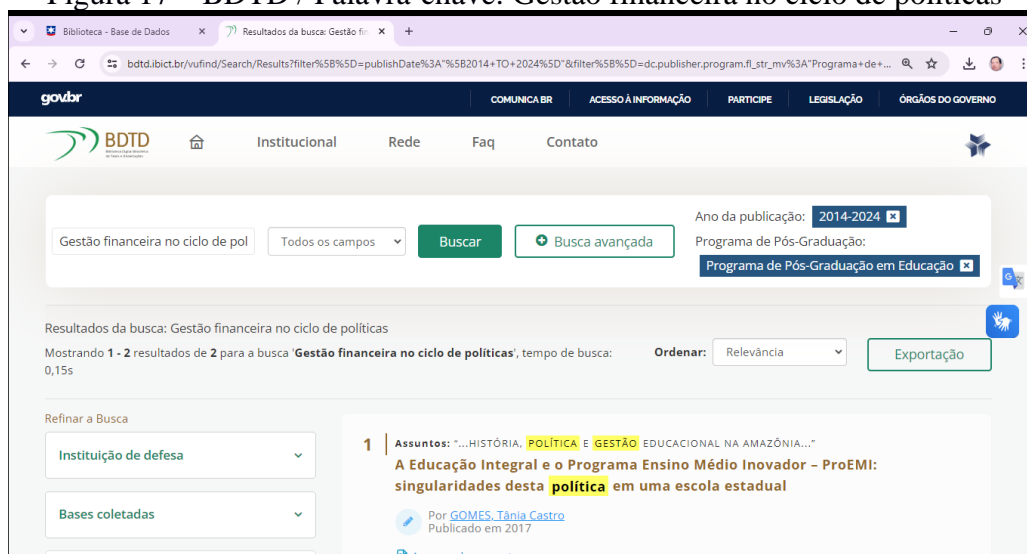 Figura 17 – BDTD / Palavra-chave: Gestão financeira no ciclo de políticas
Biblioteca - Base de Dados
Resultados da busca: Gestão fin
bdtd.ibict.br/vufind/Search/Results?filter%5B%5D=publishDate%3A"%5B2014+TO+2024%5D"&filter%5B%5D=dc.publisher.program.fl_str_mv%3A"Programa+de+...
govbr
COMUNICA BR ACESSO À INFORMAÇÃO PARTICIPE LEGISLAÇÃO ÓRGÃOS DO GOVERNO
BDTD
Institucional Rede Faq Contato
Ano da publicação: 2014-2024
Gestão financeira no ciclo de pol Todos os campos Buscar Busca avançada
Programa de Pós-Graduação:
Programa de Pós-Graduação em Educação
Resultados da busca: Gestão financeira no ciclo de políticas
Mostrando 1 - 2 resultados de 2 para a busca 'Gestão financeira no ciclo de políticas', tempo de busca:
0,15s
Ordenar: Relevância Exportação
Refinar a Busca
Instituição de defesa
Bases coletadas
1 Assuntos: "...HISTÓRIA, POLÍTICA E GESTÃO EDUCACIONAL NA AMAZÔNIA..."
A Educação Integral e o Programa Ensino Médio Inovador – ProEMI:
singularidades desta política em uma escola estadual
Por GOMES, Tânia Castro
Publicado em 2017